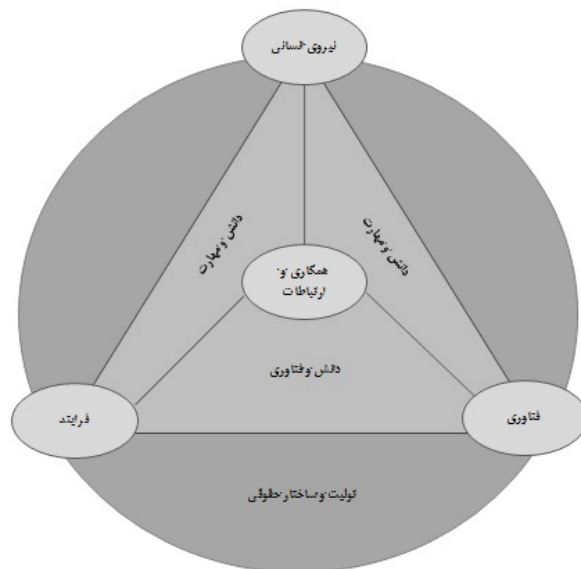 نیروی انسانی
دانش و مهارت
دانش و مهارت
همکاری و
ارتباطات
دانش و فناوری
فرایند
فناوری
تولیت و ساختار حقوقی